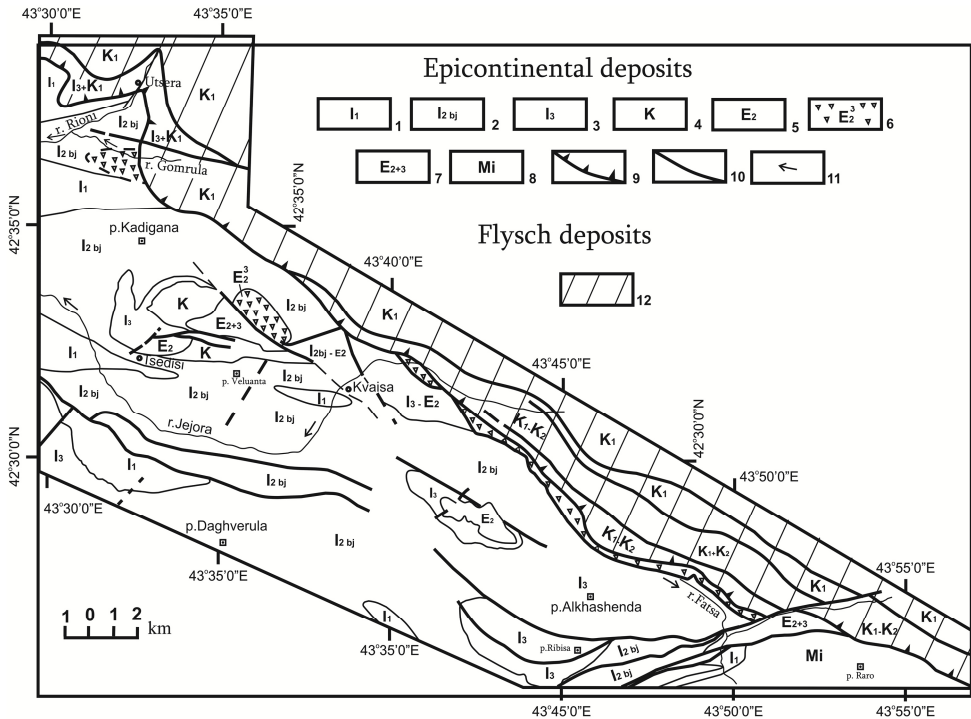 43°30'0"E 43°35'0"E
Epicontinental deposits
I1 1
I2 bj 2
I3 3
K 4
E2 5
E2 3 6
E2+3 7
Mi 8
9
10
11
Flysch deposits
12
K1
I1
I3+K1
Utsera
K1
r. Rioni
I2 bj
I3+K1
I2 bj
r. Gomrula
I1
K1
42°35'0"N
42°35'0"N
p.Kadigana
I2 bj
43°40'0"E
E2 3
K
I2 bj
K1
I3
E2+3
E2
K
I2bj - E2
Isedisi
I1
p. Veluanta
I2 bj
Kvaisa
43°45'0"E
I2 bj
I2 bj
I1
I3 - E2
I2 bj
r.Jejora
K1-K2
K1
42°30'0"N
42°30'0"N
I3
I1
I2 bj
I2 bj
43°50'0"E
K1
I3
E2
43°30'0"E
p.Daghverula
I2 bj
K1-K2
K1+K2
43°35'0"E
43°55'0"E
I3
K1
p.Alkhashenda
r.Fatsa
1 0 1 2
km
I1
E2+3
K1
K1-K2
43°35'0"E
I3
p.Ribisa
I2 bj
I1
Mi
I3
I2 bj
p. Raro
43°45'0"E 43°50'0"E 43°55'0"E